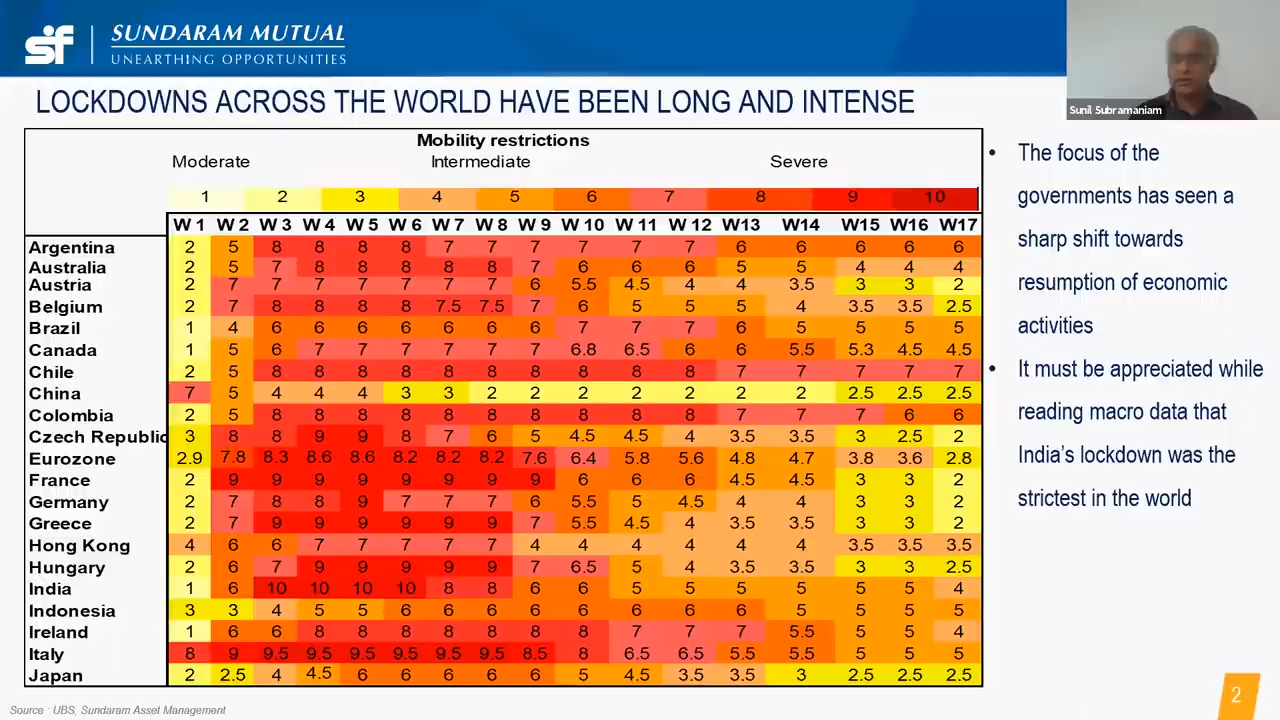 sf
SUNDARAM MUTUAL
UNEARTHING OPPORTUNITIES
Sunil Subramaniam
LOCKDOWNS ACROSS THE WORLD HAVE BEEN LONG AND INTENSE
Mobility restrictions
Moderate Intermediate Severe
1 2 3 4 5 6 7 8 9 10
W 1 W 2 W 3 W 4 W 5 W 6 W 7 W 8 W 9 W 10 W 11 W 12 W13 W14 W15 W16 W17
Argentina 2 5 8 8 8 8 7 7 7 7 7 7 6 6 6 6 6
Australia 2 5 7 8 8 8 8 8 7 6 6 6 5 5 4 4 4
Austria 2 7 7 7 7 7 7 7 6 5.5 4.5 4 4 3.5 3 3 2
Belgium 2 7 8 8 8 8 7.5 7.5 7 6 5 5 5 4 3.5 3.5 2.5
Brazil 1 4 6 6 6 6 6 6 6 7 7 7 6 5 5 5 5
Canada 1 5 6 7 7 7 7 7 7 6.8 6.5 6 6 5.5 5.3 4.5 4.5
Chile 2 5 8 8 8 8 8 8 8 8 8 8 7 7 7 7 7
China 7 5 4 4 4 3 3 2 2 2 2 2 2 2 2.5 2.5 2.5
Colombia 2 5 8 8 8 8 8 8 8 8 8 8 7 7 7 6 6
Czech Republic 3 8 8 9 9 8 7 6 5 4.5 4.5 4 3.5 3.5 3 2.5 2
Eurozone 2.9 7.8 8.3 8.6 8.6 8.2 8.2 8.2 7.6 6.4 5.8 5.6 4.8 4.7 3.8 3.6 2.8
France 2 9 9 9 9 9 9 9 9 6 6 6 4.5 4.5 3 3 2
Germany 2 7 8 8 9 7 7 7 6 5.5 5 4.5 4 4 3 3 2
Greece 2 7 9 9 9 9 9 9 7 5.5 4.5 4 3.5 3.5 3 3 2
Hong Kong 4 6 6 7 7 7 7 7 4 4 4 4 4 4 3.5 3.5 3.5
Hungary 2 6 7 9 9 9 9 9 7 6.5 5 4 3.5 3.5 3 3 2.5
India 1 6 10 10 10 10 8 8 6 6 5 5 5 5 5 5 4
Indonesia 3 3 4 5 5 6 6 6 6 6 6 6 6 5 5 5 5
Ireland 1 6 6 8 8 8 8 8 8 8 7 7 7 5.5 5 5 4
Italy 8 9 9.5 9.5 9.5 9.5 9.5 9.5 8.5 8 6.5 6.5 5.5 5.5 5 5 5
Japan 2 2.5 4 4.5 6 6 6 6 6 5 4.5 3.5 3.5 3 2.5 2.5 2.5
• The focus of the
governments has seen a
sharp shift towards
resumption of economic
activities
• It must be appreciated while
reading macro data that
India’s lockdown was the
strictest in the world
Source : UBS, Sundaram Asset Management
2